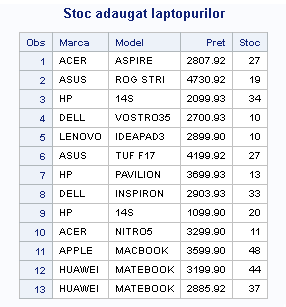 Stoc adaugat laptopurilor
Obs Marca Model Pret Stoc
1 ACER ASPIRE 2807.92 27
2 ASUS ROG STRI 4730.92 19
3 HP 14S 2099.93 34
4 DELL VOSTRO35 2700.93 10
5 LENOVO IDEAPAD3 2899.90 10
6 ASUS TUF F17 4199.92 27
7 HP PAVILION 3699.93 13
8 DELL INSPIRON 2903.93 33
9 HP 14S 1099.90 20
10 ACER NITRO5 3299.90 11
11 APPLE MACBOOK 3599.90 48
12 HUAWEI MATEBOOK 3199.90 44
13 HUAWEI MATEBOOK 2885.92 37